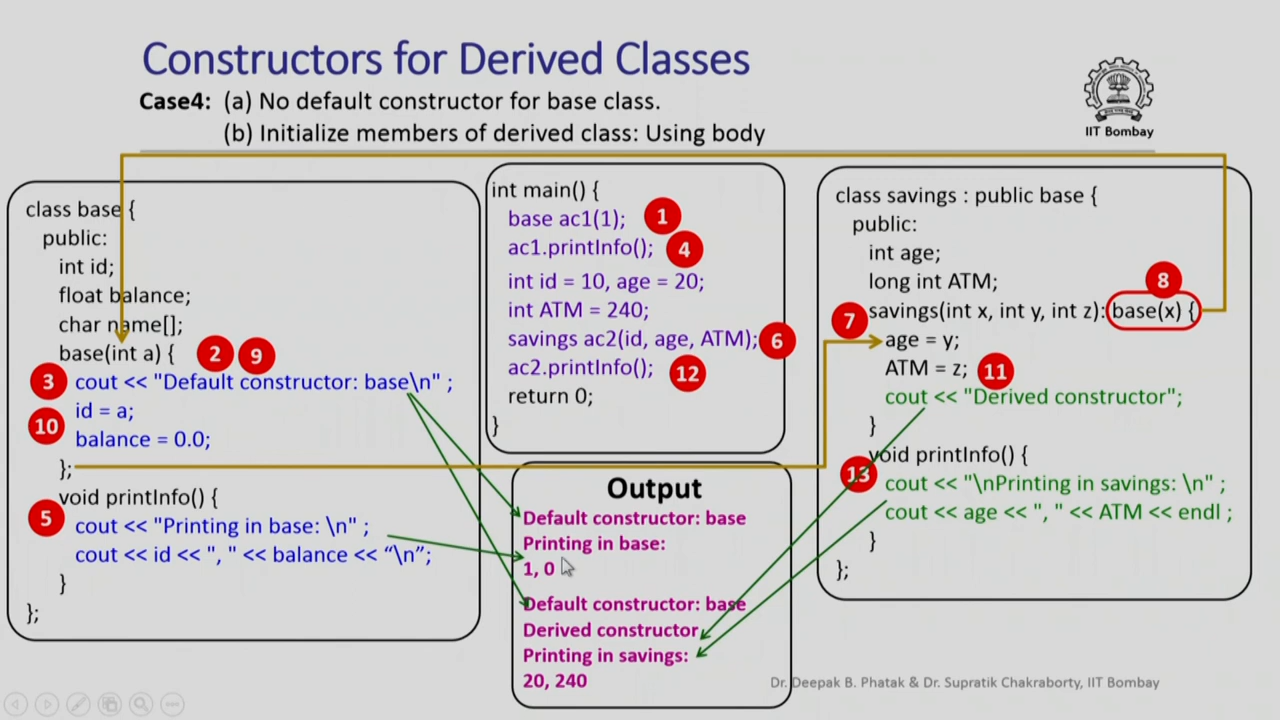 Constructors for Derived Classes
Case4: (a) No default constructor for base class.
(b) Initialize members of derived class: Using body
IIT Bombay
class base {
public:
int id;
float balance;
char name[];
base(int a) { 2 9
3 cout << "Default constructor: base\n" ;
id = a;
10
balance = 0.0;
};
void printInfo() {
5
cout << "Printing in base: \n" ;
cout << id << ", " << balance << “\n”;
}
};
int main() {
base ac1(1); 1
ac1.printInfo(); 4
int id = 10, age = 20;
int ATM = 240;
savings ac2(id, age, ATM); 6
ac2.printInfo(); 12
return 0;
}
Output
Default constructor: base
Printing in base:
1, 0
Default constructor: base
Derived constructor
Printing in savings:
20, 240
class savings : public base {
public:
int age;
long int ATM;
8
7 savings(int x, int y, int z): base(x) {
age = y;
ATM = z; 11
cout << "Derived constructor";
}
void printInfo() {
13
cout << "\nPrinting in savings: \n" ;
cout << age << ", " << ATM << endl ;
}
};
Dr. Deepak B. Phatak & Dr. Supratik Chakraborty, IIT Bombay